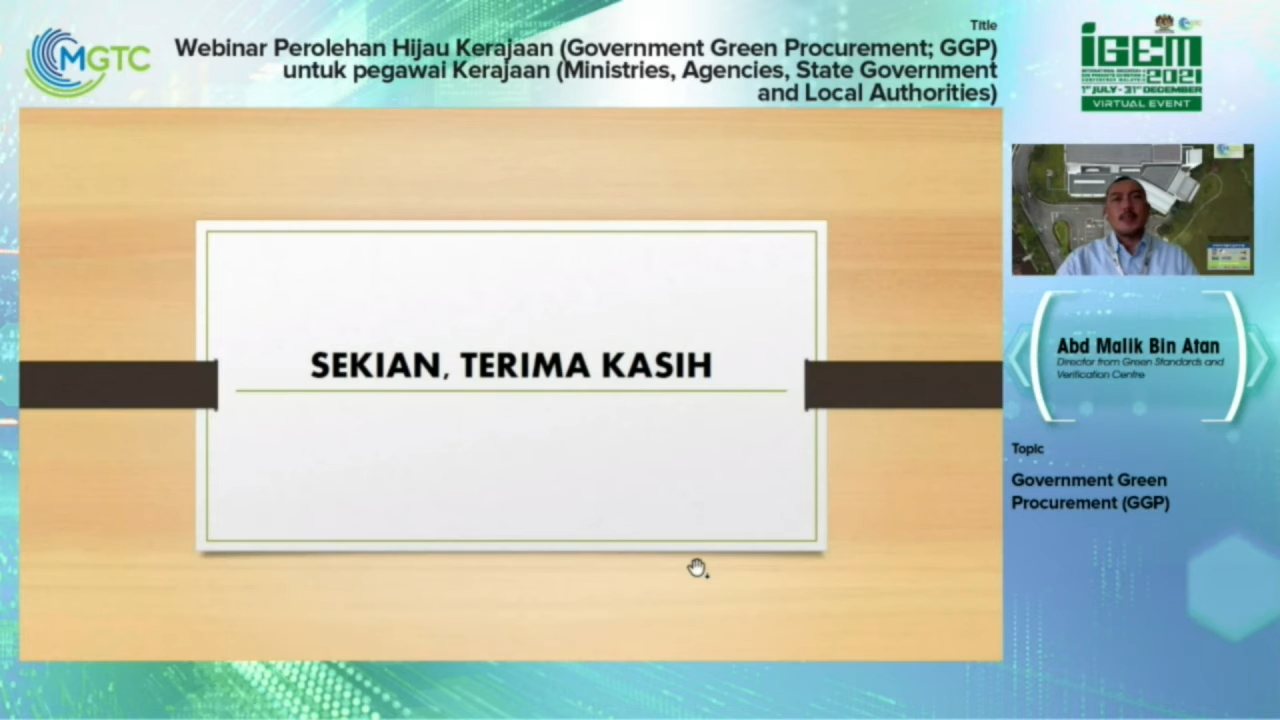 MGTC
Title
Webinar Perolehan Hijau Kerajaan (Government Green Procurement; GGP)
untuk pegawai Kerajaan (Ministries, Agencies, State Government
and Local Authorities)
iGEM
2021
1ST JULY - 31ST DECEMBER
VIRTUAL EVENT
SEKIAN, TERIMA KASIH
Abd Malik Bin Atan
Director from Green Standards and
Verification Centre
Topic
Government Green
Procurement (GGP)